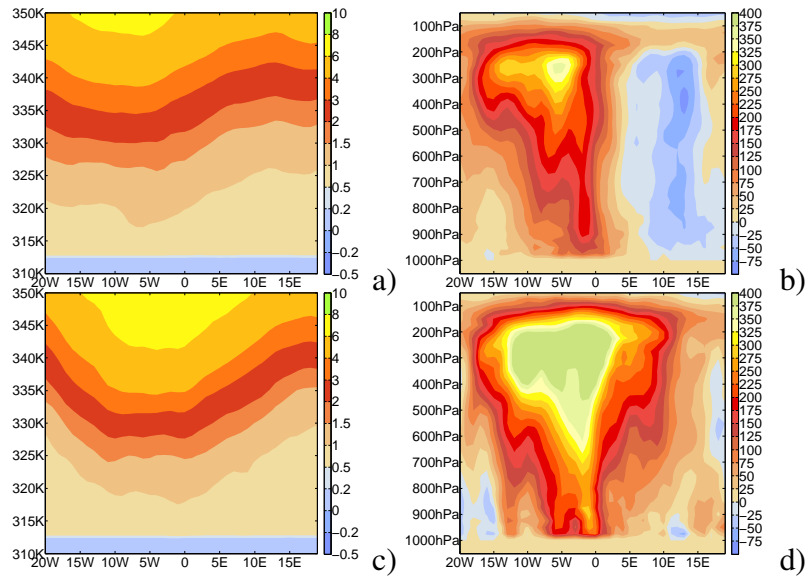 350K
345K
340K
335K
330K
325K
320K
315K
310K
20W 15W 10W 5W 0 5E 10E 15E
10
8
6
4
3
2
1.5
1
0.5
0.2
0
−0.2
−0.5
a)
100hPa
200hPa
300hPa
400hPa
500hPa
600hPa
700hPa
800hPa
900hPa
1000hPa
20W 15W 10W 5W 0 5E 10E 15E
400
375
350
325
300
275
250
225
200
175
150
125
100
75
50
25
0
−25
−50
−75
b)
350K
345K
340K
335K
330K
325K
320K
315K
310K
20W 15W 10W 5W 0 5E 10E 15E
10
8
6
4
3
2
1.5
1
0.5
0.2
0
−0.2
−0.5
c)
100hPa
200hPa
300hPa
400hPa
500hPa
600hPa
700hPa
800hPa
900hPa
1000hPa
20W 15W 10W 5W 0 5E 10E 15E
400
375
350
325
300
275
250
225
200
175
150
125
100
75
50
25
0
−25
−50
−75
d)